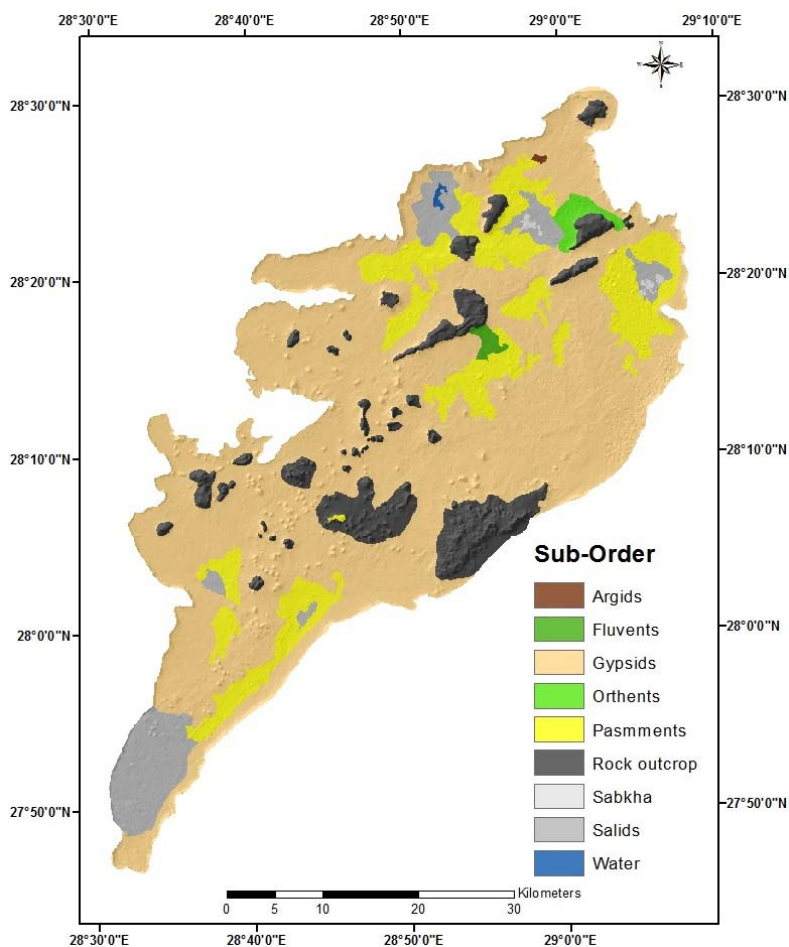 28°30'0"E 28°40'0"E 28°50'0"E 29°0'0"E 29°10'0"E
N
W E
S
28°30'0"N 28°30'0"N
28°20'0"N 28°20'0"N
28°10'0"N 28°10'0"N
Sub-Order
Argids
28°0'0"N Fluvents 28°0'0"N
Gypsids
Orthents
Pasmments
Rock outcrop
27°50'0"N Sabkha 27°50'0"N
Salids
Water
Kilometers
0 5 10 20 30
28°30'0"E 28°40'0"E 28°50'0"E 29°0'0"E